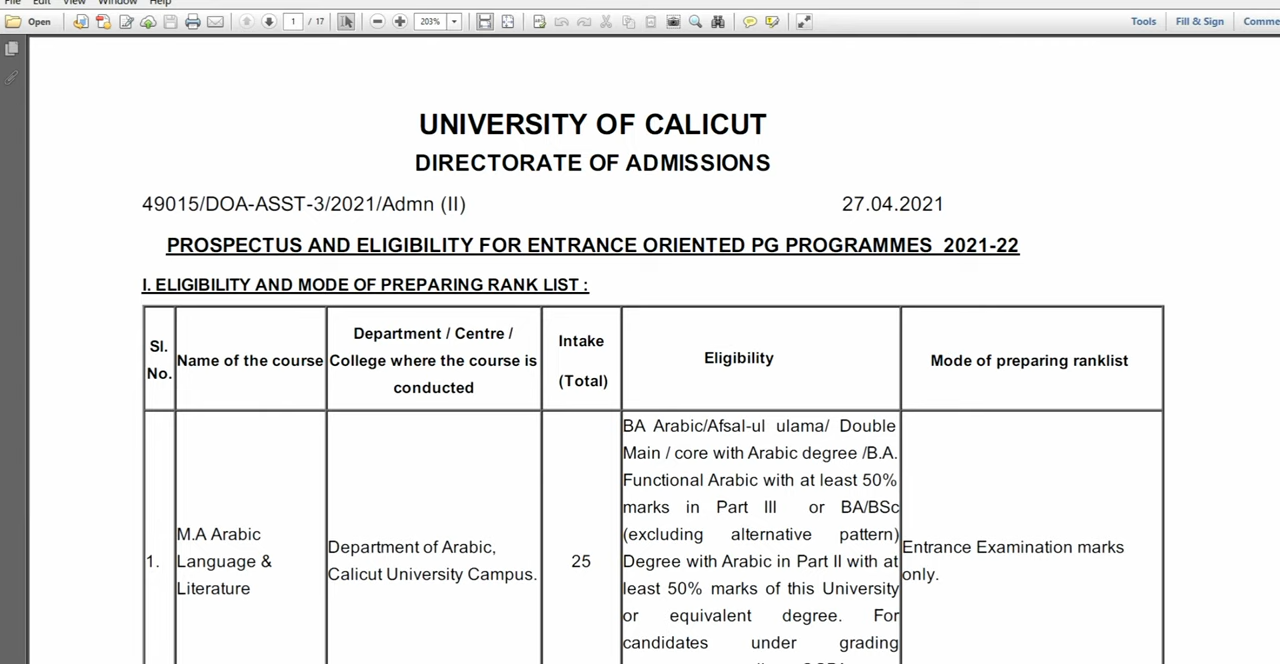 File Edit View Window Help
Open 1 / 17 203% Tools Fill & Sign
UNIVERSITY OF CALICUT
DIRECTORATE OF ADMISSIONS
49015/DOA-ASST-3/2021/Admn (II) 27.04.2021
PROSPECTUS AND ELIGIBILITY FOR ENTRANCE ORIENTED PG PROGRAMMES 2021-22
I. ELIGIBILITY AND MODE OF PREPARING RANK LIST :
Sl.
No.
Name of the course
Department / Centre /
College where the course is
conducted
Intake
(Total)
Eligibility
Mode of preparing ranklist
1.
M.A Arabic
Language &
Literature
Department of Arabic,
Calicut University Campus.
25
BA Arabic/Afsal-ul ulama/ Double
Main / core with Arabic degree /B.A.
Functional Arabic with at least 50%
marks in Part III or BA/BSc
(excluding alternative pattern)
Degree with Arabic in Part II with at
least 50% marks of this University
or equivalent degree. For
candidates under grading
Entrance Examination marks
only.